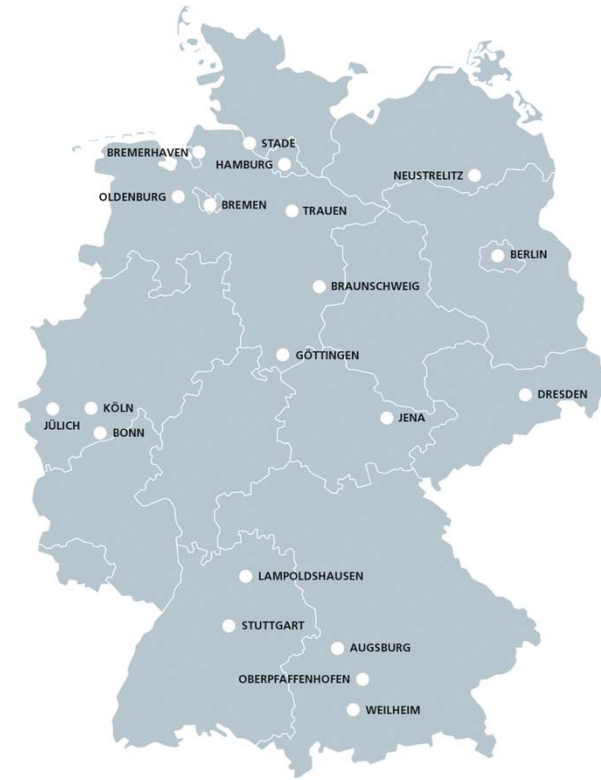 STADE
BREMERHAVEN
HAMBURG
NEUSTRELITZ
OLDENBURG
BREMEN
TRAUEN
BERLIN
BRAUNSCHWEIG
GÖTTINGEN
DRESDEN
KÖLN
JENA
JÜLICH
BONN
LAMPOLDSHAUSEN
STUTTGART
AUGSBURG
OBERPFAFFENHOFEN
WEILHEIM